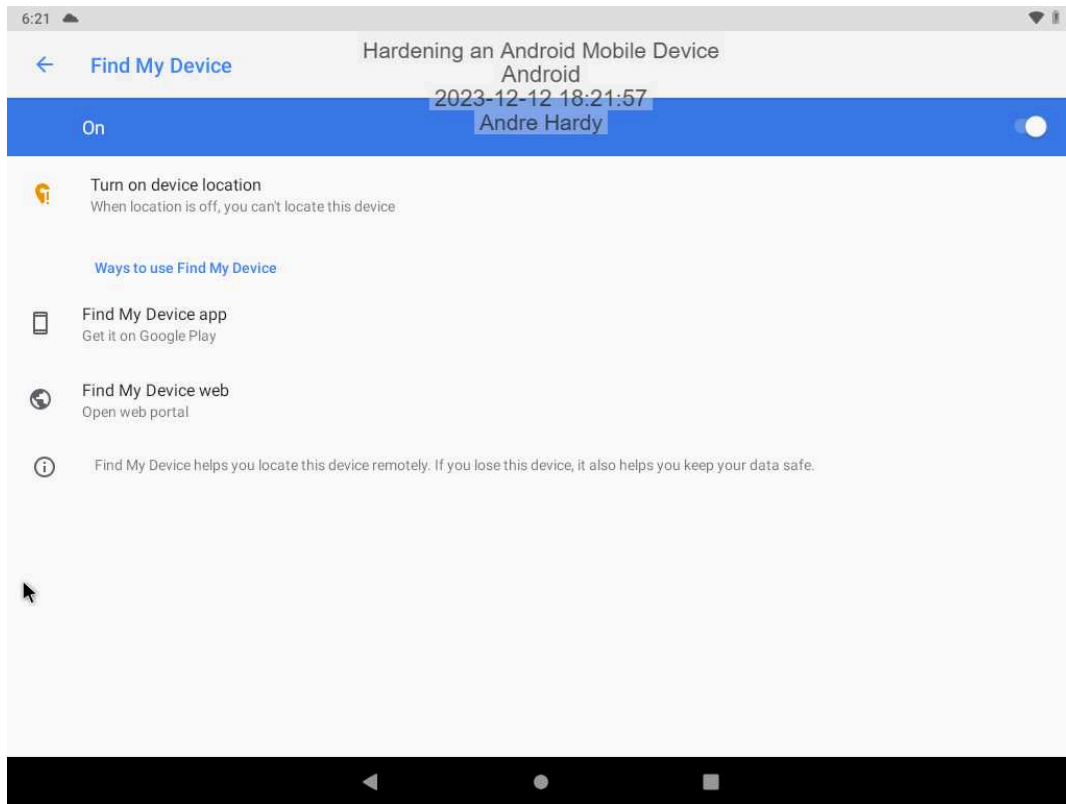 6:21
Find My Device
Hardening an Android Mobile Device
Android
2023-12-12 18:21:57
Andre Hardy
On
Turn on device location
When location is off, you can't locate this device
Ways to use Find My Device
Find My Device app
Get it on Google Play
Find My Device web
Open web portal
Find My Device helps you locate this device remotely. If you lose this device, it also helps you keep your data safe.